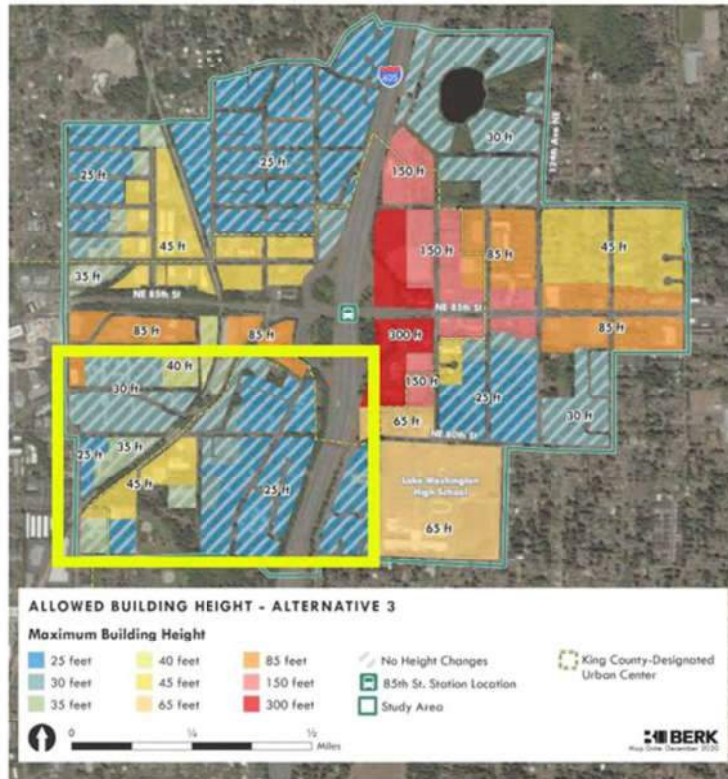 605
30 ft
124th Ave NE
25 ft
150 ft
25 ft
45 ft
150 ft
85 ft
45 ft
35 ft
NE 85th St
NE 85th St
85 ft
85 ft
300 ft
85 ft
40 ft
30 ft
150 ft
25 ft
30 ft
65 ft
NE 80th St
35 ft
25 ft
45 ft
25 ft
Lake Washington
High School
65 ft
ALLOWED BUILDING HEIGHT - ALTERNATIVE 3
Maximum Building Height
25 feet
40 feet
85 feet
No Height Changes
King County-Designated
Urban Center
30 feet
45 feet
150 feet
85th St. Station Location
35 feet
65 feet
300 feet
Study Area
0
¼
½
Miles
BERK
Map Date: December 2020